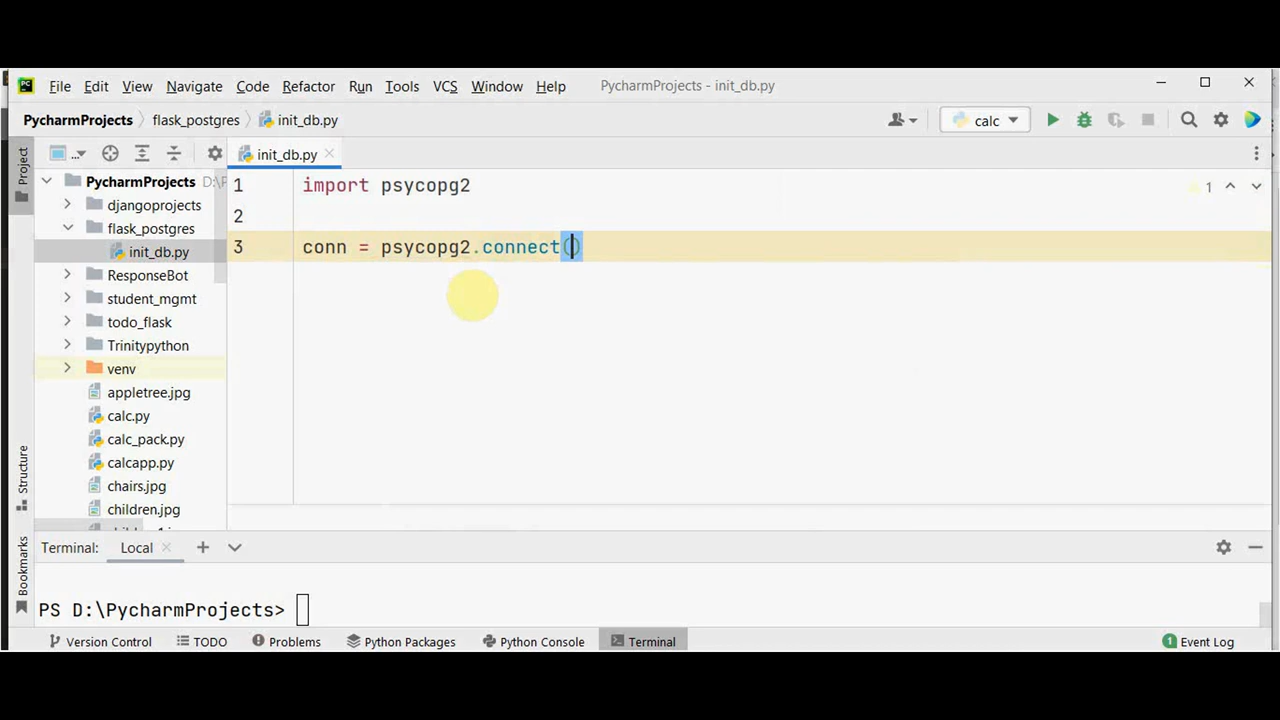 PC File Edit View Navigate Code Refactor Run Tools VCS Window Help PycharmProjects - init_db.py
PycharmProjects flask_postgres init_db.py calc
Project
...
init_db.py
PycharmProjects D:\P
djangoprojects
flask_postgres
init_db.py
ResponseBot
student_mgmt
todo_flask
Trinitypython
venv
appletree.jpg
calc.py
calc_pack.py
calcapp.py
chairs.jpg
children.jpg
1 import psycopg2
2
3 conn = psycopg2.connect()
1
Structure
Bookmarks
Terminal: Local
PS D:\PycharmProjects>
Version Control TODO Problems Python Packages Python Console Terminal 1 Event Log